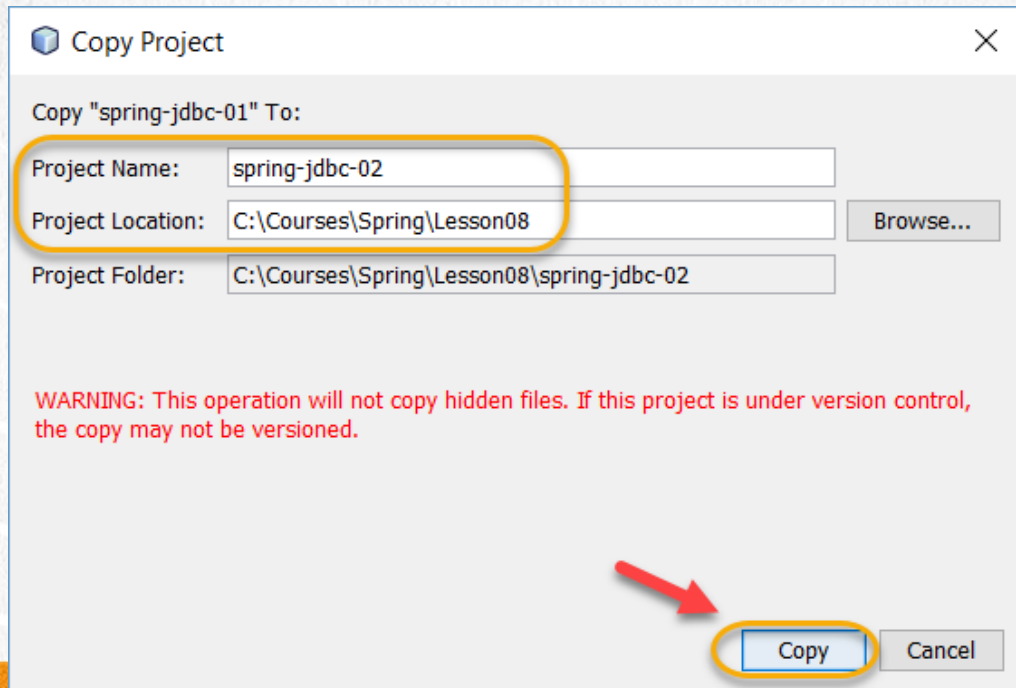 Copy Project
Copy "spring-jdbc-01" To:
Project Name: spring-jdbc-02
Project Location: C:\Courses\Spring\Lesson08 Browse...
Project Folder: C:\Courses\Spring\Lesson08\spring-jdbc-02
WARNING: This operation will not copy hidden files. If this project is under version control,
the copy may not be versioned.
Copy Cancel